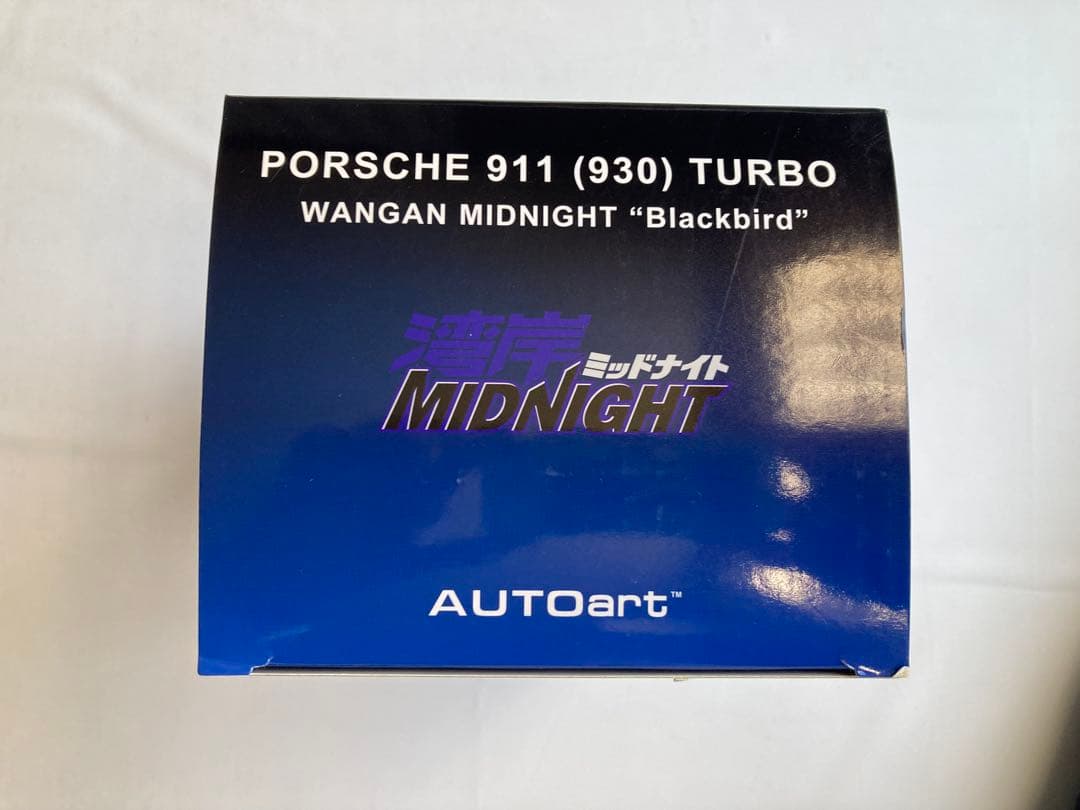 PORSCHE 911 (930) TURBO
WANGAN MIDNIGHT “Blackbird”
湾岸
ミッドナイト
MIDNIGHT
AUTOart™